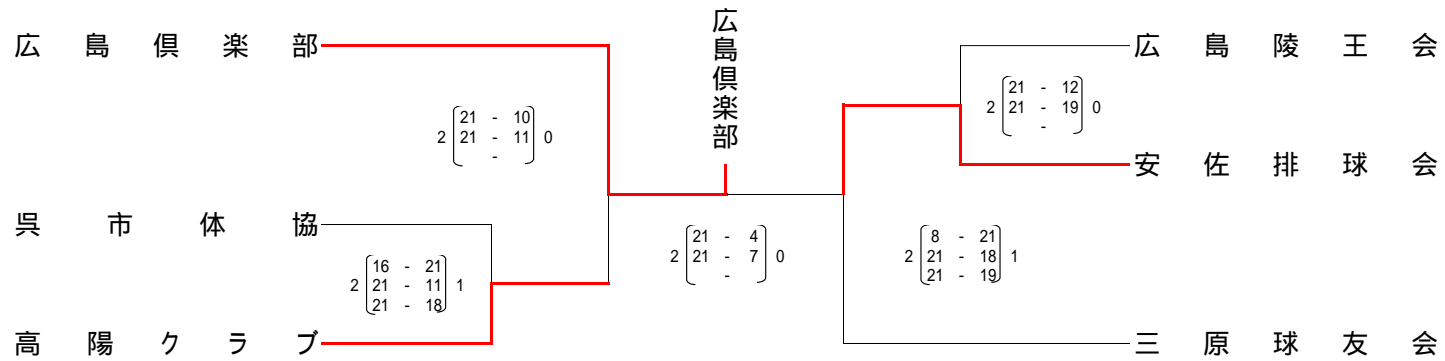 広島倶楽部
広島倶楽部
広島陵王会
2 21 - 12 0
21 - 19
-
2 21 - 10 0
21 - 11
-
安佐排球会
呉市体協
2 16 - 21 1
21 - 11
21 - 18
2 21 - 4 0
21 - 7
-
2 8 - 21 1
21 - 18
21 - 19
高陽クラブ
三原球友会